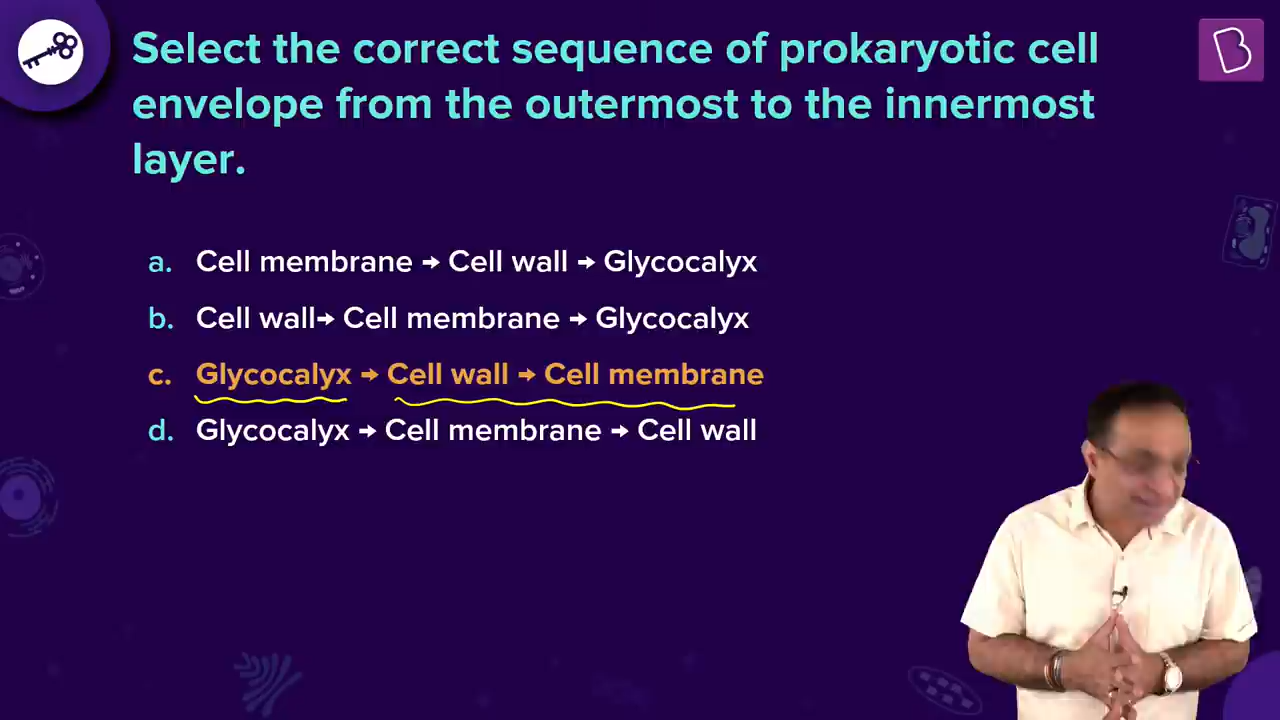 Select the correct sequence of prokaryotic cell
envelope from the outermost to the innermost
layer.
a. Cell membrane → Cell wall → Glycocalyx
b. Cell wall→ Cell membrane → Glycocalyx
c. Glycocalyx → Cell wall → Cell membrane
d. Glycocalyx → Cell membrane → Cell wall